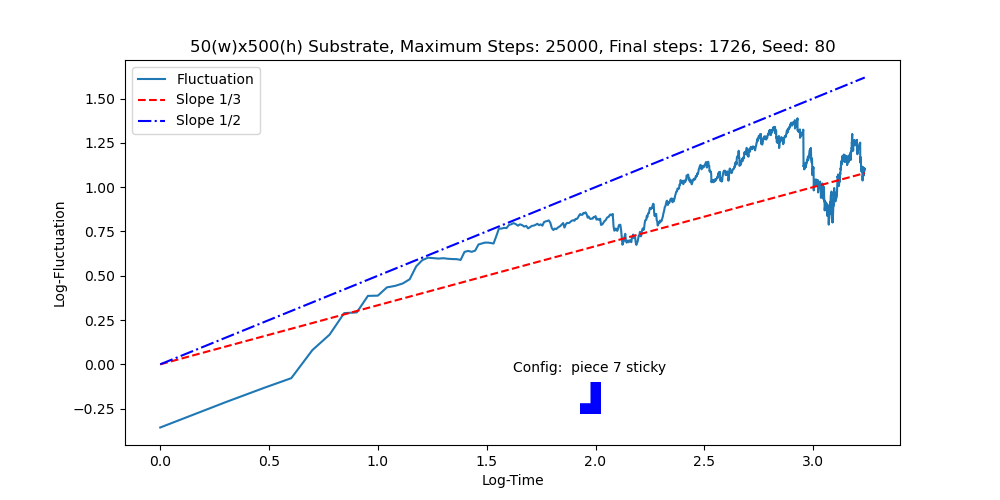 50(w)x500(h) Substrate, Maximum Steps: 25000, Final steps: 1726, Seed: 80
Fluctuation
Slope 1/3
Slope 1/2
1.50
1.25
1.00
0.75
0.50
0.25
0.00
−0.25
Log-Fluctuation
Config:  piece 7 sticky
0.0 0.5 1.0 1.5 2.0 2.5 3.0
Log-Time